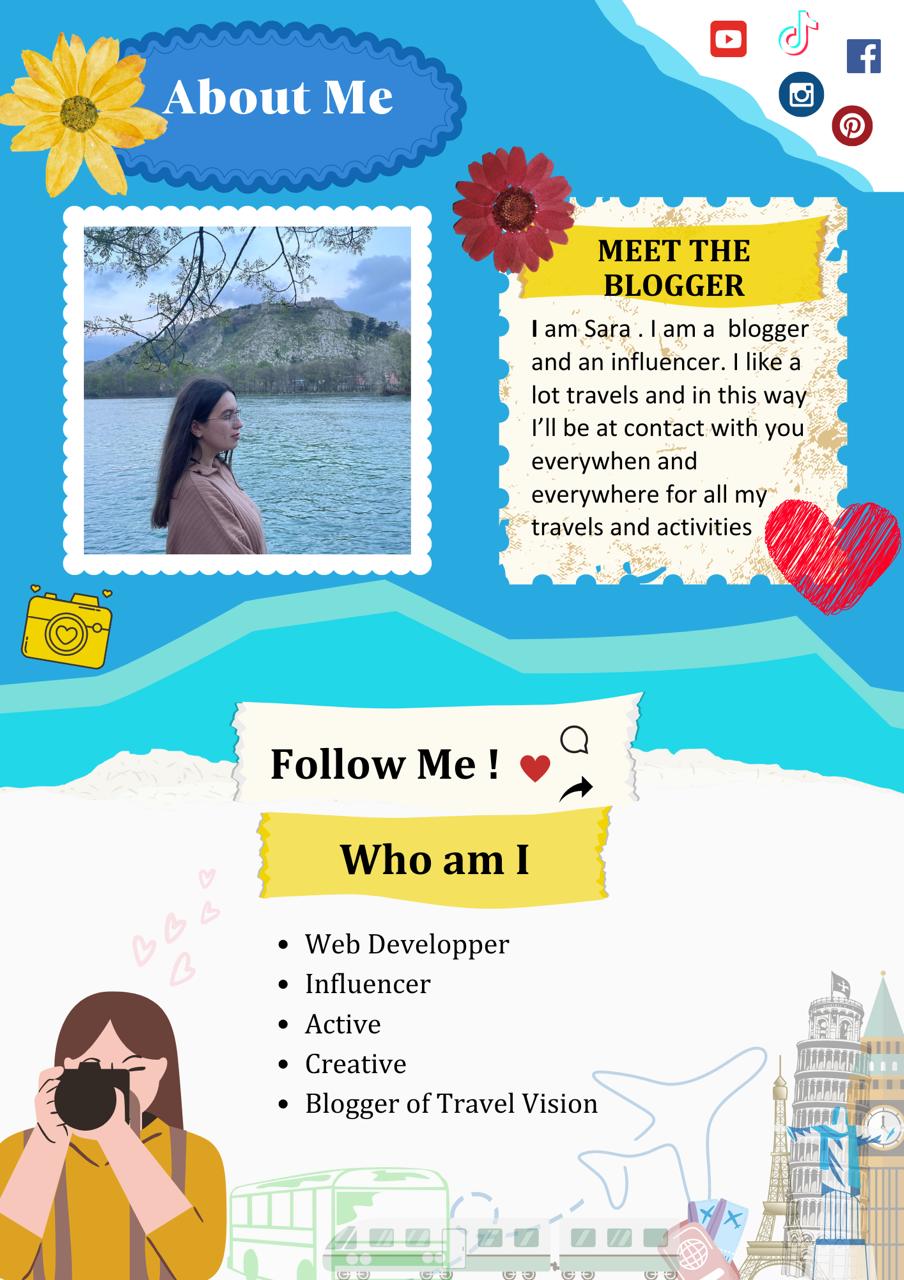 About Me
MEET THE
BLOGGER
I am Sara . I am a  blogger
and an influencer. I like a
lot travels and in this way
I’ll be at contact with you
everywhen and
everywhere for all my
travels and activities
Follow Me !
Who am I
• Web Developper
• Influencer
• Active
• Creative
• Blogger of Travel Vision